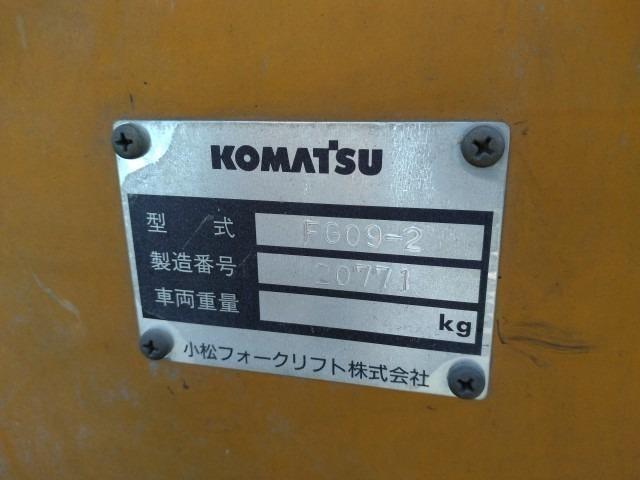 KOMATSU
型 式 FG09-2
製造番号 20771
車両重量 kg
小松フォークリフト株式会社